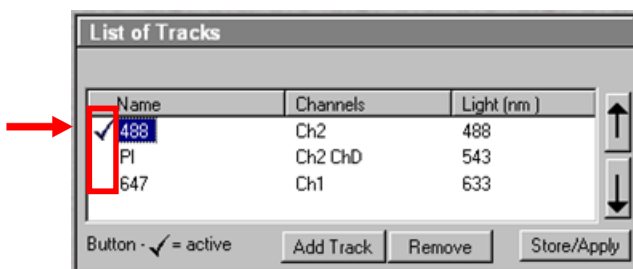 List of Tracks
Name Channels Light (nm )
488 Ch2 488
PI Ch2 ChD 543
647 Ch1 633
Button - ✓ = active Add Track Remove Store/Apply